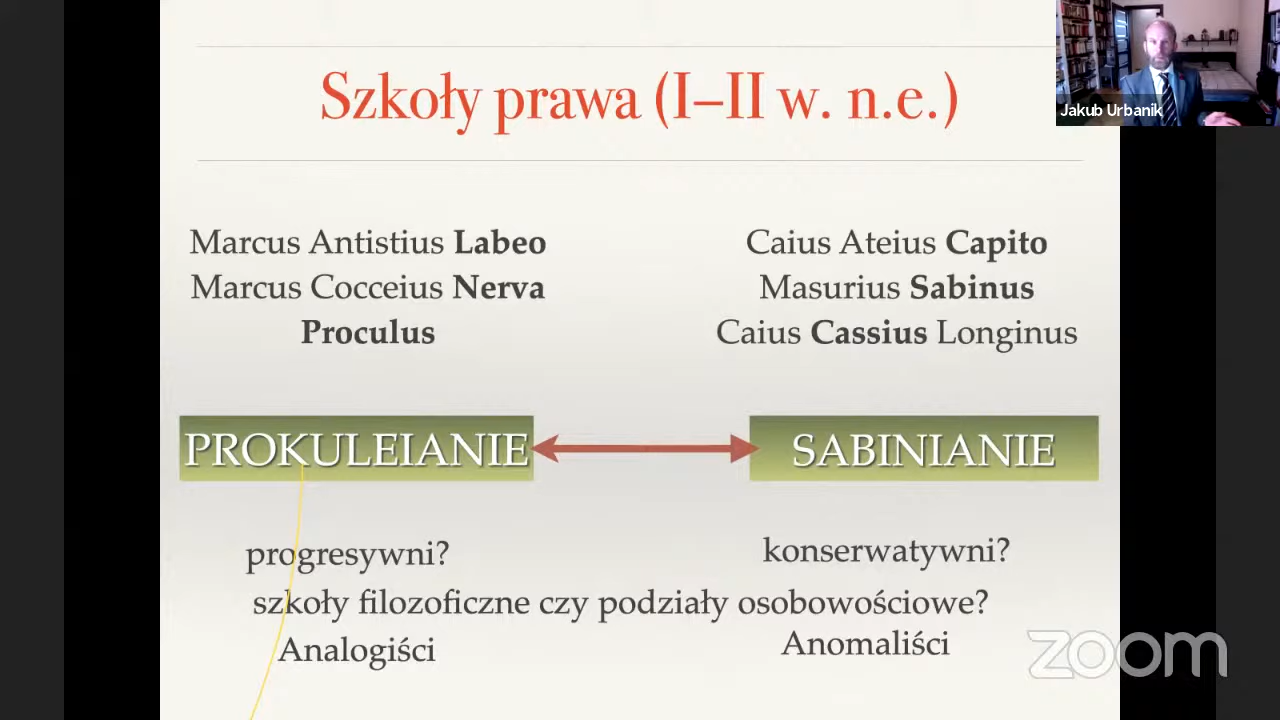 Szkoły prawa (I–II w. n.e.)
Jakub Urbanik
Marcus Antistius Labeo
Marcus Cocceius Nerva
Proculus
Caius Ateius Capito
Masurius Sabinus
Caius Cassius Longinus
PROKULEIANIE
SABINIANIE
progresywni?
konserwatywni?
szkoły filozoficzne czy podziały osobowościowe?
Analogiści
Anomaliści
zoom